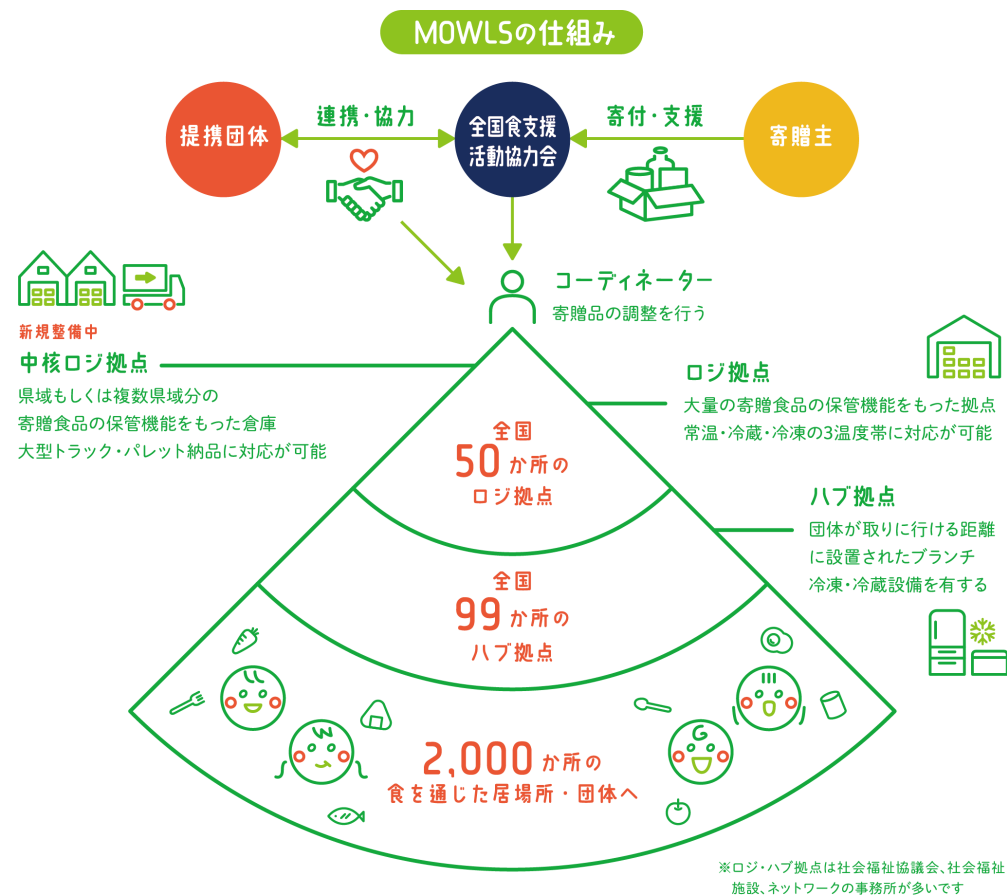 MOWLSの仕組み
提携団体
連携・協力
全国食支援
活動協力会
寄付・支援
寄贈主
コーディネーター
寄贈品の調整を行う
新規整備中
中核ロジ拠点
県域もしくは複数県域分の
寄贈食品の保管機能をもった倉庫
大型トラック・パレット納品に対応が可能
ロジ拠点
大量の寄贈食品の保管機能をもった拠点
常温・冷蔵・冷凍の3温度帯に対応が可能
全国
50か所の
ロジ拠点
ハブ拠点
団体が取りに行ける距離
に設置されたブランチ
冷凍・冷蔵設備を有する
全国
99か所の
ハブ拠点
2,000か所の
食を通じた居場所・団体へ
※ロジ・ハブ拠点は社会福祉協議会、社会福祉
施設、ネットワークの事務所が多いです